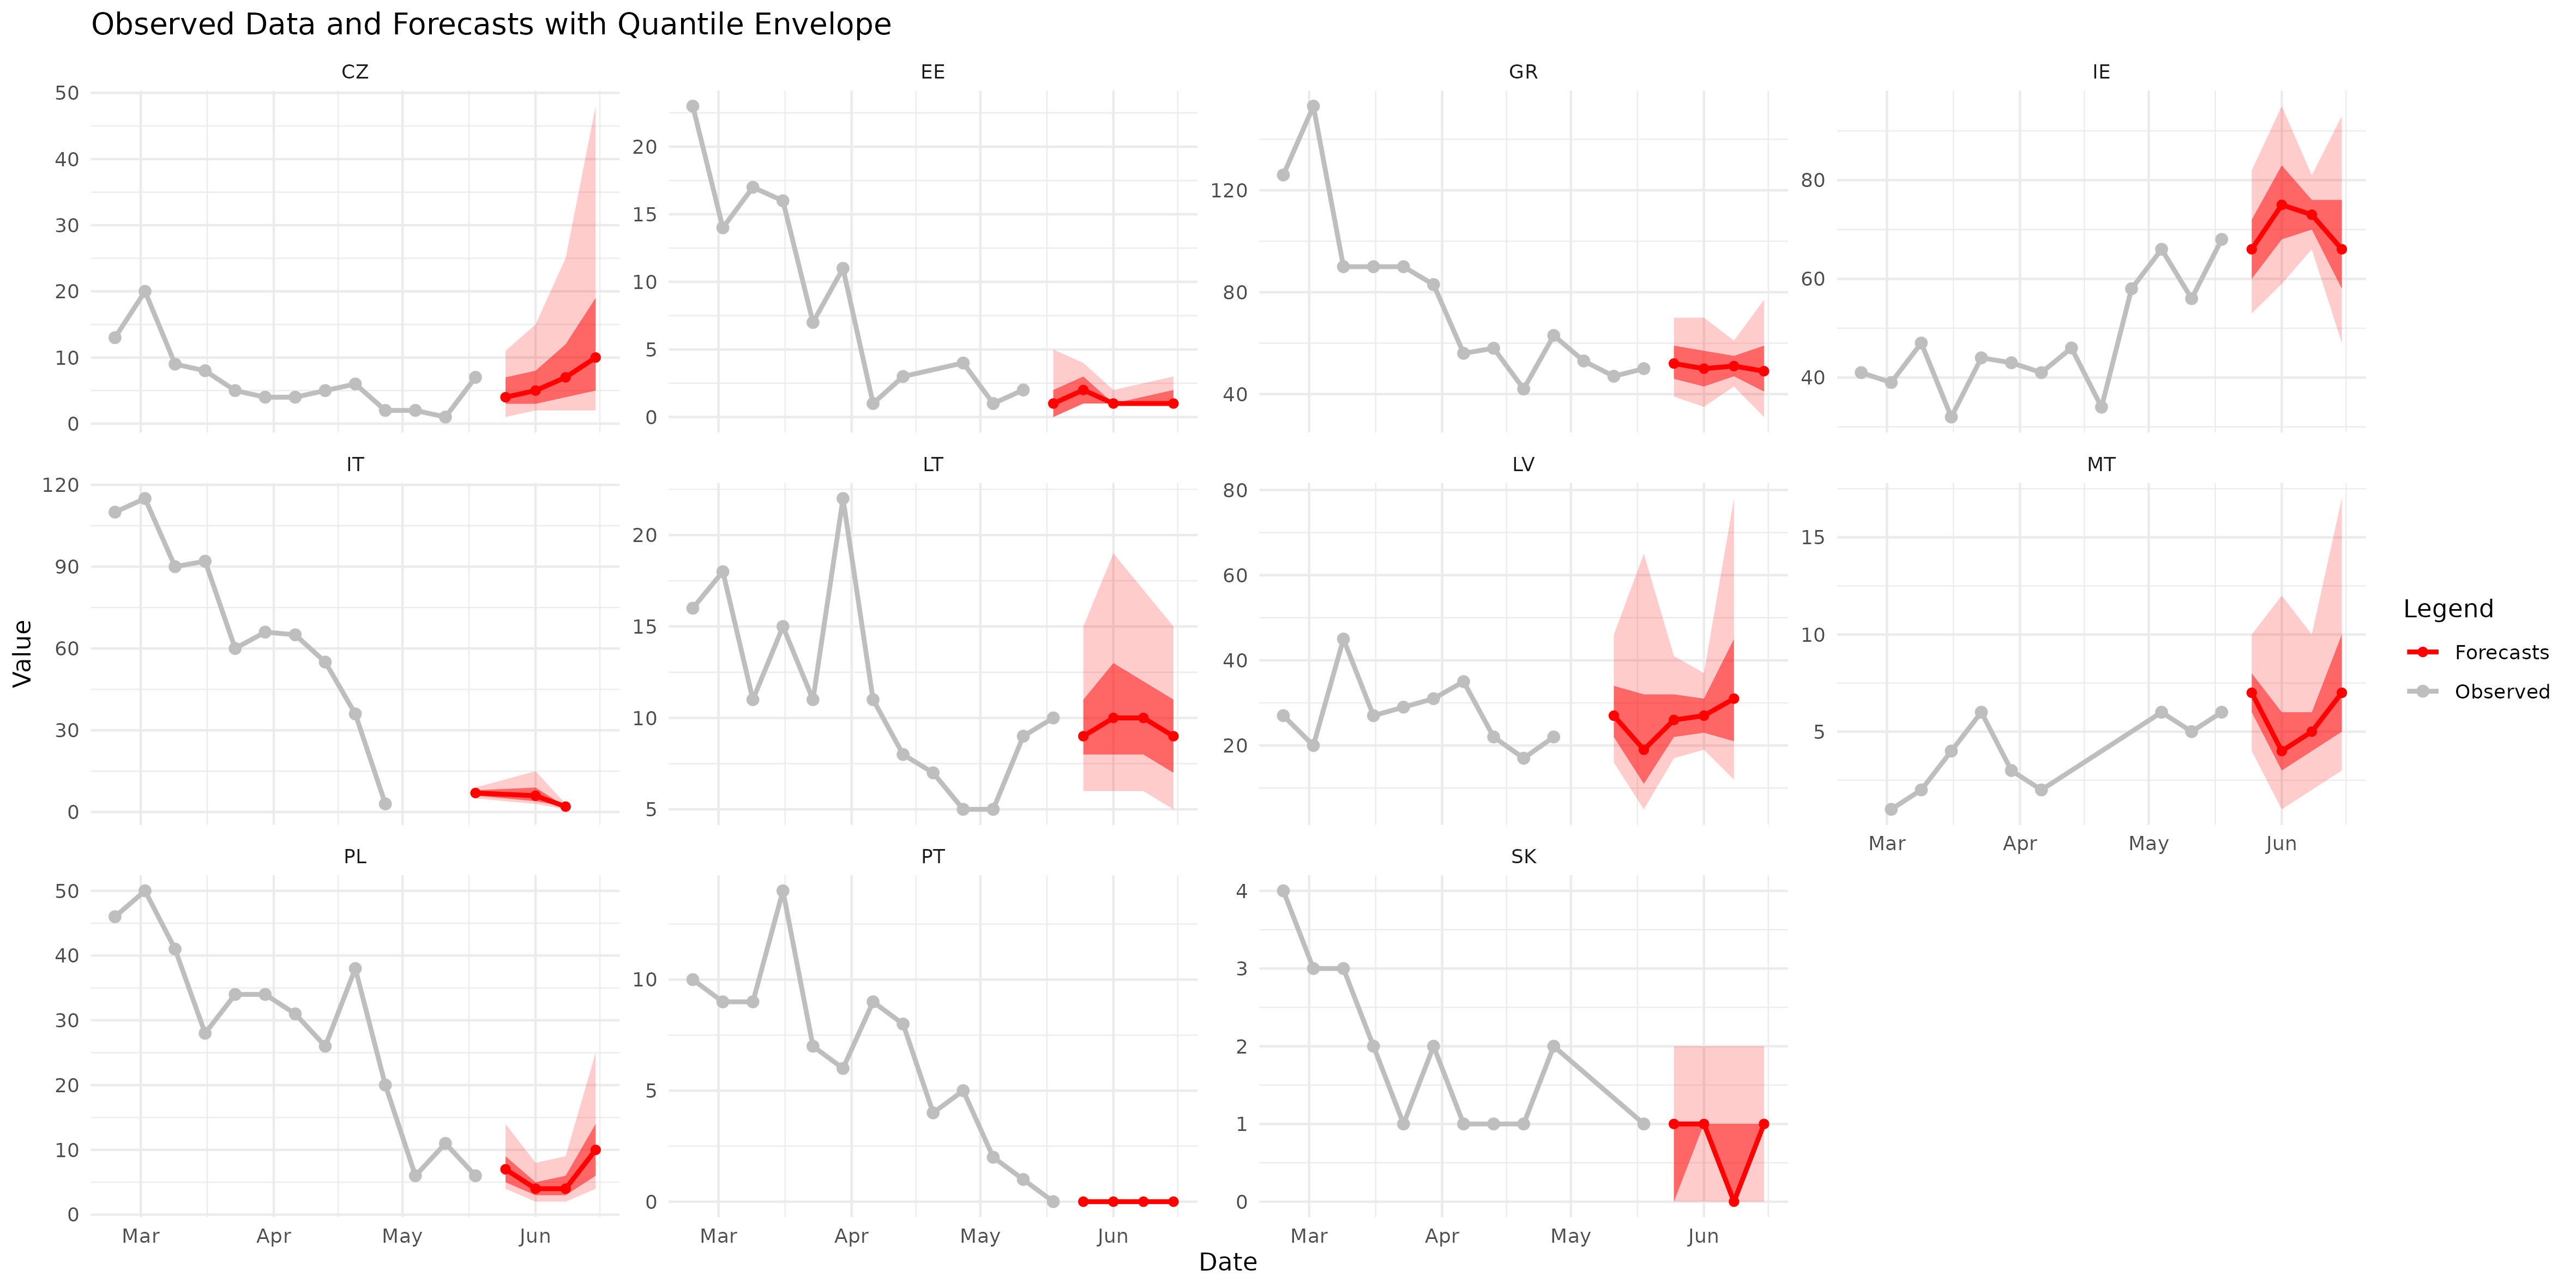 Observed Data and Forecasts with Quantile Envelope
CZ
EE
GR
IE
50
40
30
20
10
0
20
15
10
5
0
120
80
40
80
60
40
IT
LT
LV
MT
120
90
60
30
0
20
15
10
5
80
60
40
20
15
10
5
Mar Apr May Jun
PL
PT
SK
50
40
30
20
10
0
10
5
0
4
3
2
1
0
Mar Apr May Jun
Mar Apr May Jun
Mar Apr May Jun
Value
Date
Legend
Forecasts
Observed